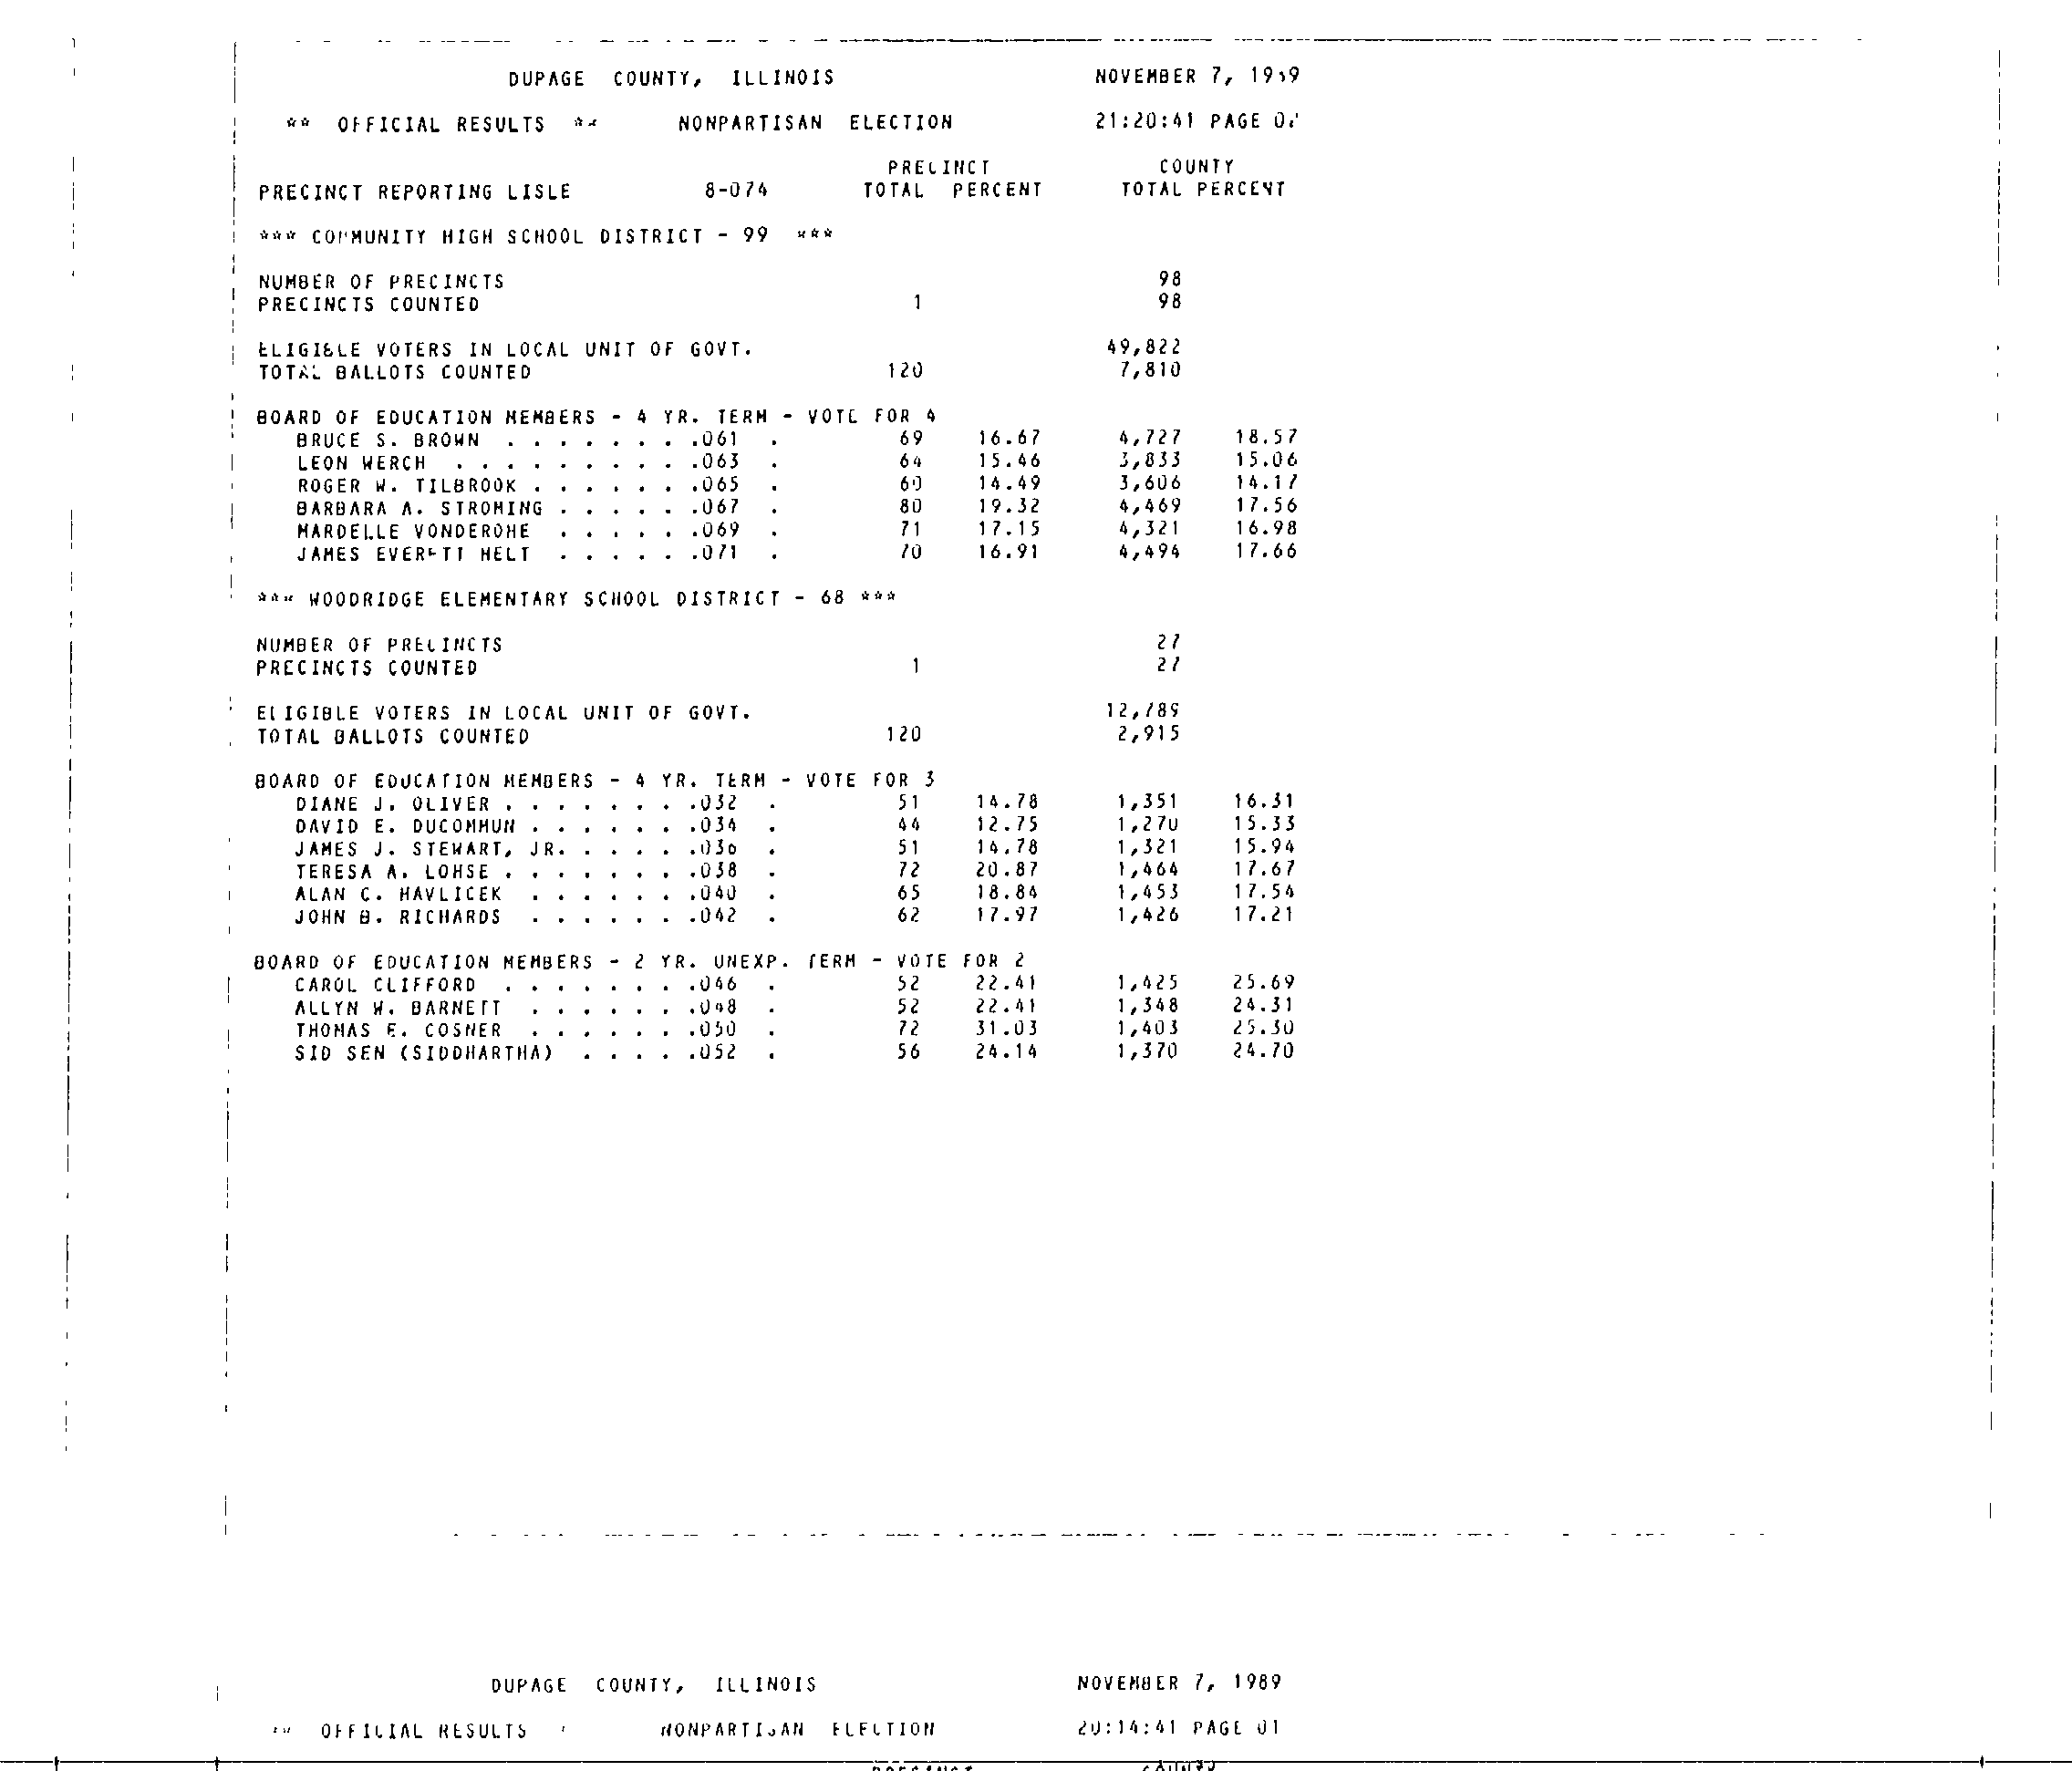 DUPAGE COUNTY, ILLINOIS NOVEMBER 7, 1989
** OFFICIAL RESULTS ** NONPARTISAN ELECTION 21:20:41 PAGE
PRECINCT COUNTY
PRECINCT REPORTING LISLE 8-074 TOTAL PERCENT TOTAL PERCENT
*** COMMUNITY HIGH SCHOOL DISTRICT - 99 ***
NUMBER OF PRECINCTS 98
PRECINCTS COUNTED 1 98
ELIGIBLE VOTERS IN LOCAL UNIT OF GOVT. 49,822
TOTAL BALLOTS COUNTED 120 7,810
BOARD OF EDUCATION MEMBERS - 4 YR. TERM - VOTE FOR 4
BRUCE S. BROWN . . . . . . . .061 . 69 16.67 4,727 18.57
LEON WERCH . . . . . . . . . .063 . 64 15.46 3,833 15.06
ROGER W. TILBROOK . . . . . . .065 . 60 14.49 3,606 14.17
BARBARA A. STROMING . . . . . .067 . 80 19.32 4,469 17.56
MARDELLE VONDEROHE . . . . . .069 . 71 17.15 4,321 16.98
JAMES EVERETT HELT . . . . . .071 . 70 16.91 4,494 17.66
*** WOODRIDGE ELEMENTARY SCHOOL DISTRICT - 68 ***
NUMBER OF PRECINCTS 27
PRECINCTS COUNTED 1 27
ELIGIBLE VOTERS IN LOCAL UNIT OF GOVT. 12,789
TOTAL BALLOTS COUNTED 120 2,915
BOARD OF EDUCATION MEMBERS - 4 YR. TERM - VOTE FOR 3
DIANE J. OLIVER . . . . . . . .032 . 51 14.78 1,351 16.31
DAVID E. DUCOMMUN . . . . . . .034 . 44 12.75 1,270 15.33
JAMES J. STEWART, JR. . . . . .036 . 51 14.78 1,321 15.94
TERESA A. LOHSE . . . . . . . .038 . 72 20.87 1,464 17.67
ALAN C. HAVLICEK . . . . . . .040 . 65 18.84 1,453 17.54
JOHN B. RICHARDS . . . . . . .042 . 62 17.97 1,426 17.21
BOARD OF EDUCATION MEMBERS - 2 YR. UNEXP. TERM - VOTE FOR 2
CAROL CLIFFORD . . . . . . . .046 . 52 22.41 1,425 25.69
ALLYN W. BARNETT . . . . . . .048 . 52 22.41 1,348 24.31
THOMAS E. COSNER . . . . . . .050 . 72 31.03 1,403 25.30
SID SEN (SIDDHARTHA) . . . . .052 . 56 24.14 1,370 24.70
DUPAGE COUNTY, ILLINOIS NOVEMBER 7, 1989
** OFFICIAL RESULTS * NONPARTISAN ELECTION 20:14:41 PAGE 01
PRECINCT COUNTY